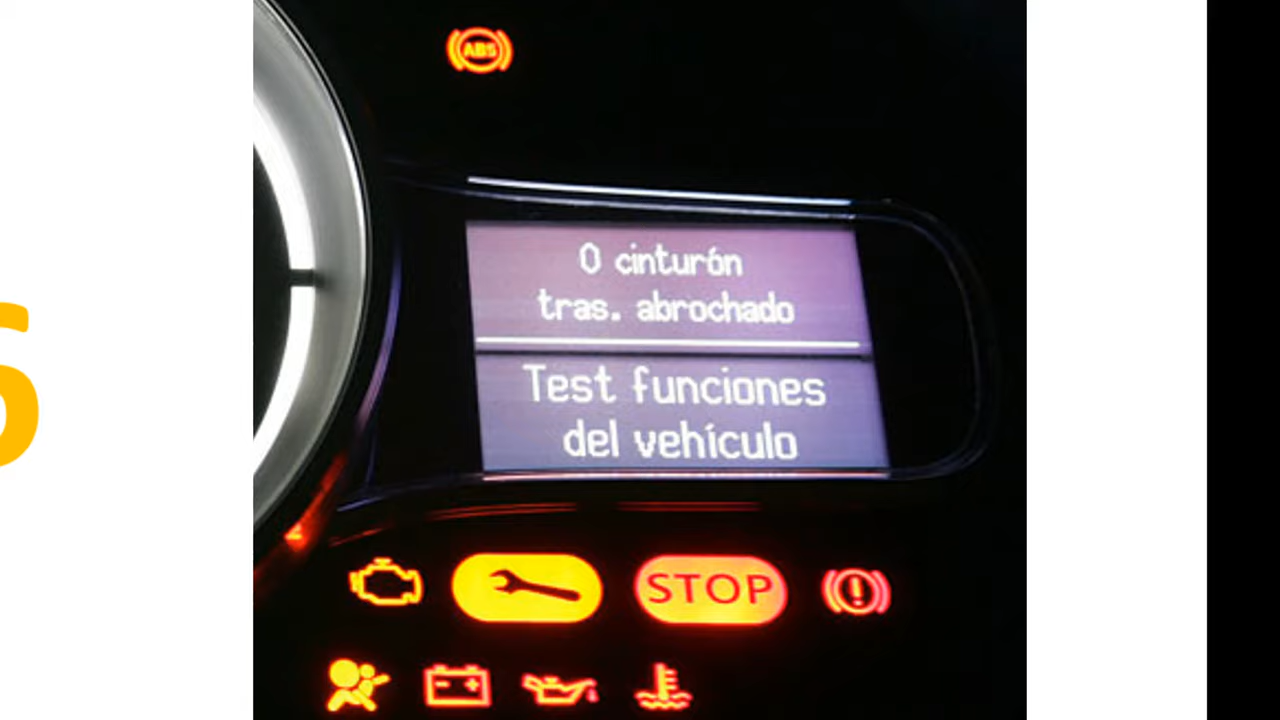 ABS
0 cinturón
tras. abrochado
Test funciones
del vehículo
STOP